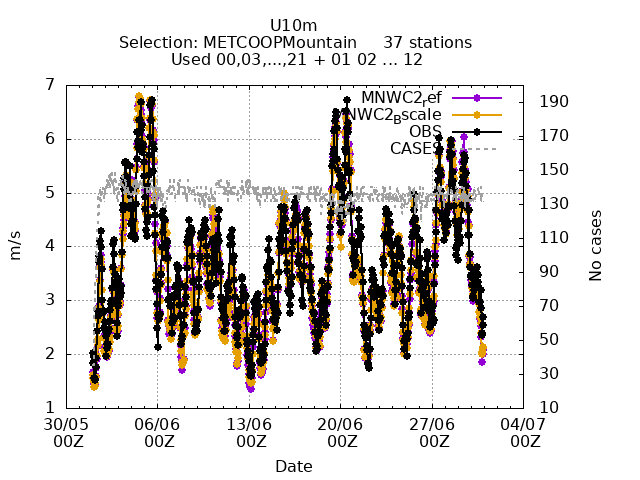 U10m
Selection: METCOOPMountain 37 stations
Used 00,03,...,21 + 01 02 ... 12
MNWC2ref
NWC2Bscale
OBS
CASES
7
6
5
4
3
2
1
m/s
190
170
150
130
110
90
70
50
30
10
No cases
30/05 06/06 13/06 20/06 27/06 04/07
00Z 00Z 00Z 00Z 00Z 00Z
Date